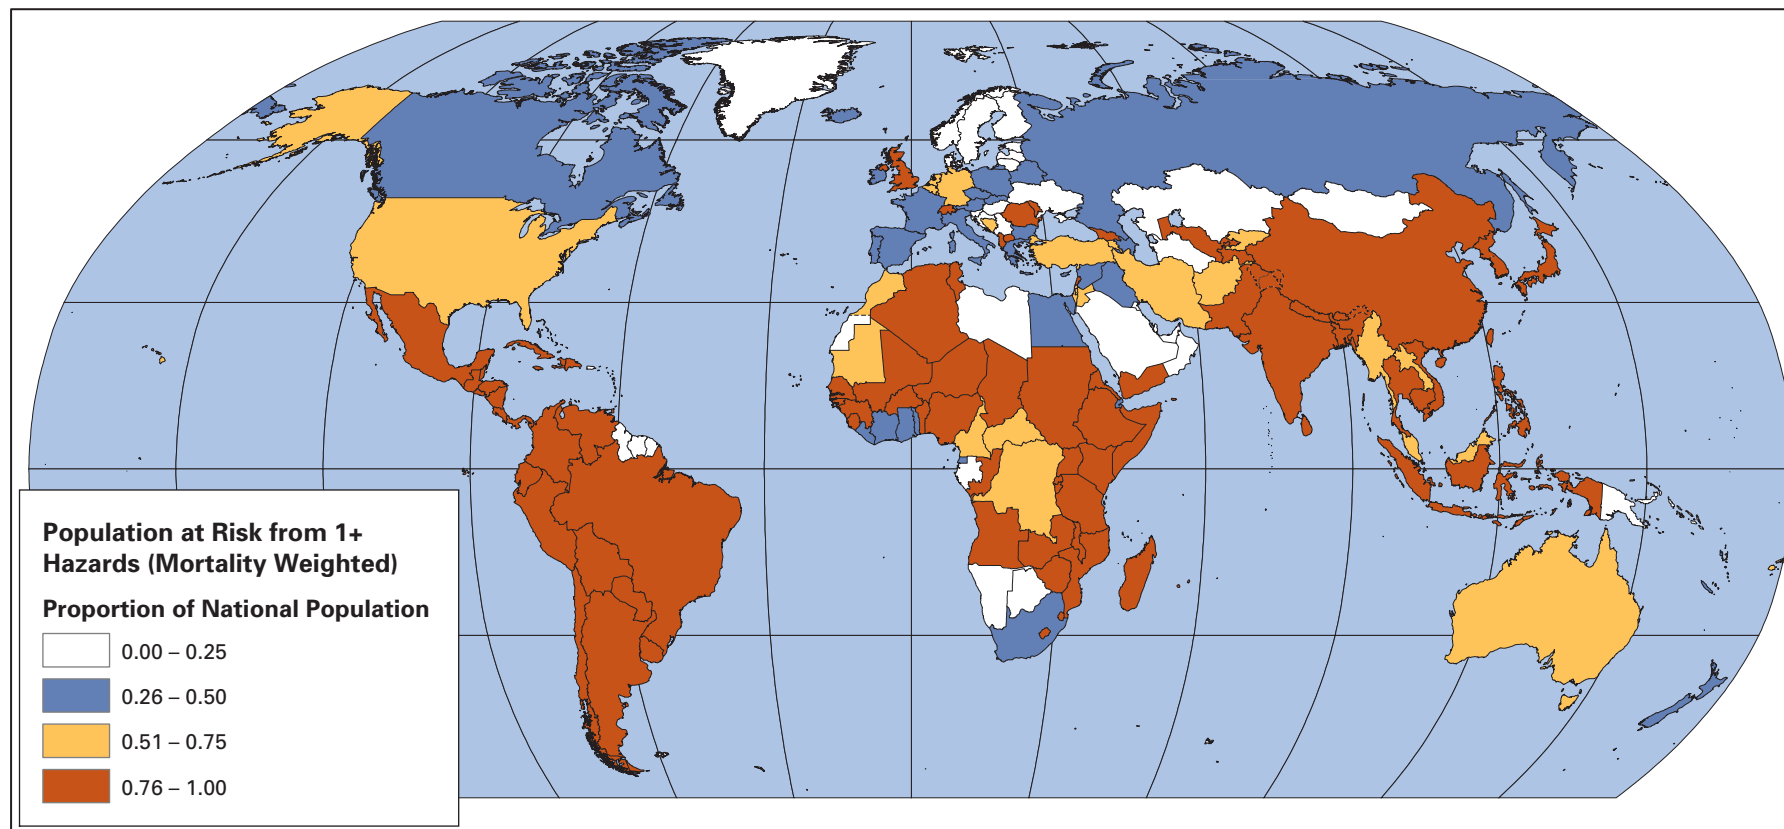 Population at Risk from 1+
Hazards (Mortality Weighted)
Proportion of National Population
0.00 – 0.25
0.26 – 0.50
0.51 – 0.75
0.76 – 1.00